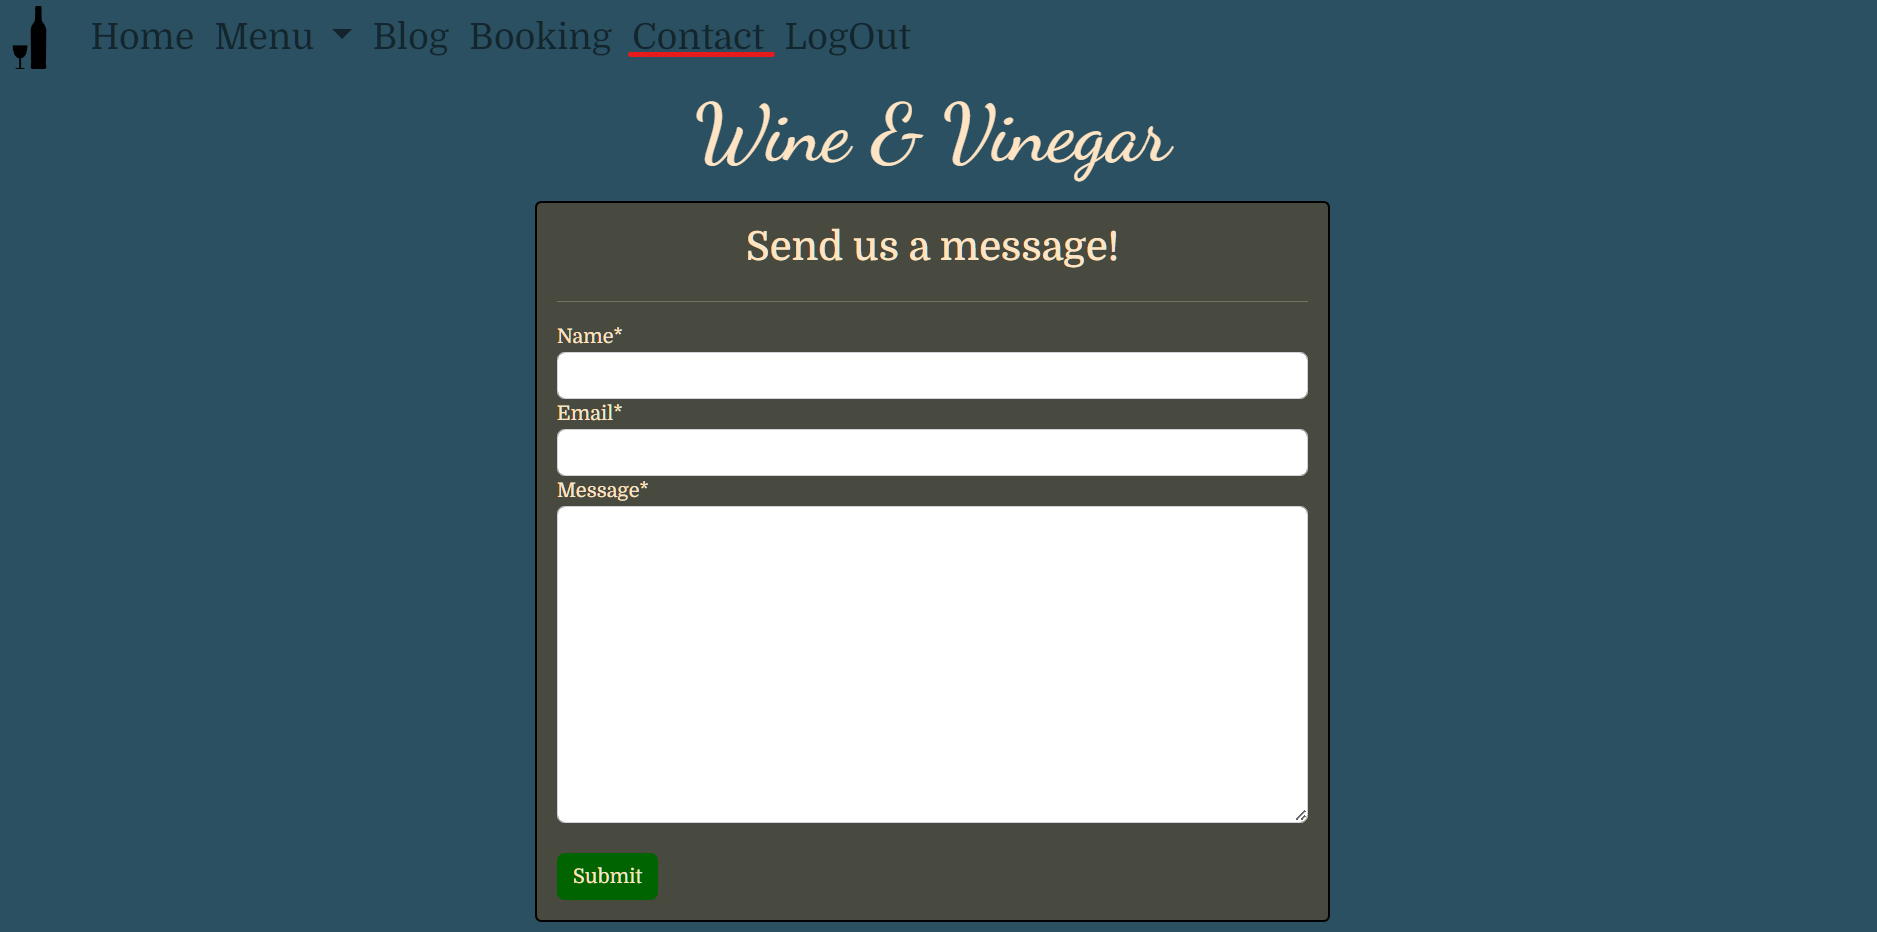 Home Menu Blog Booking Contact LogOut
Wine & Vinegar
Send us a message!
Name*
Email*
Message*
Submit